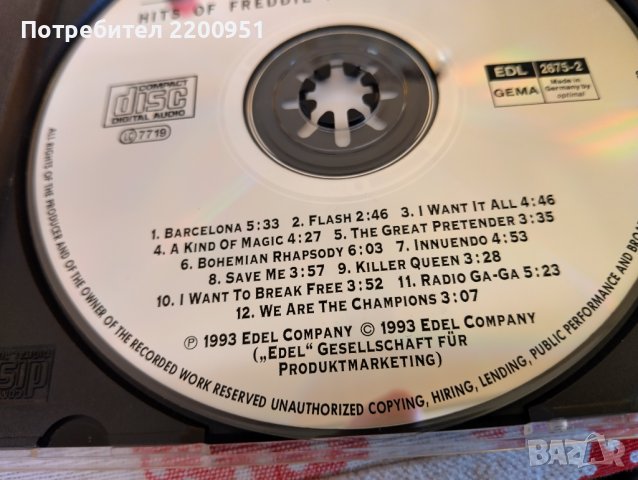 Потребител 2200951
HITS OF FREDDIE
COMPACT
disc
DIGITAL AUDIO
LC 7719
EDL 2675-2
GEMA Made in Germany by optimal
1. BARCELONA 5:33 2. FLASH 2:46 3. I WANT IT ALL 4:46
4. A KIND OF MAGIC 4:27 5. THE GREAT PRETENDER 3:35
6. BOHEMIAN RHAPSODY 6:03 7. INNUENDO 4:53
8. SAVE ME 3:57 9. KILLER QUEEN 3:28
10. I WANT TO BREAK FREE 3:52 11. RADIO GA-GA 5:23
12. WE ARE THE CHAMPIONS 3:07
℗ 1993 EDEL COMPANY © 1993 EDEL COMPANY
(„EDEL“ GESELLSCHAFT FÜR
PRODUKTMARKETING)
ALL RIGHTS OF THE PRODUCER AND OF THE OWNER OF THE RECORDED WORK RESERVED UNAUTHORIZED COPYING, HIRING, LENDING, PUBLIC PERFORMANCE AND
BAZAR